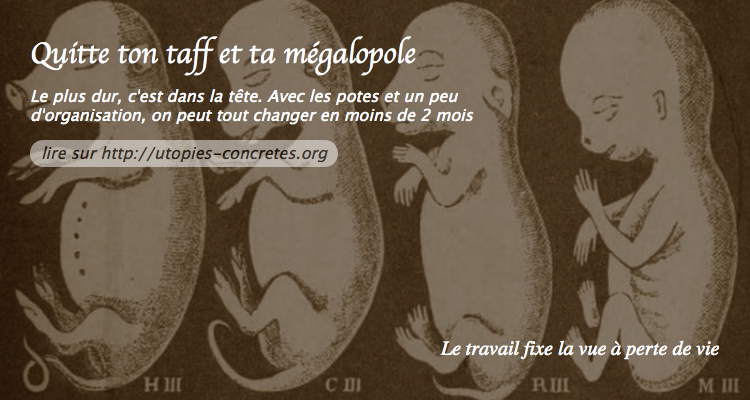 Quitte ton taff et ta mégalopole
Le plus dur, c'est dans la tête. Avec les potes et un peu
d'organisation, on peut tout changer en moins de 2 mois
lire sur http://utopies-concretes.org
Le travail fixe la vue à perte de vie
H III C III R III M III